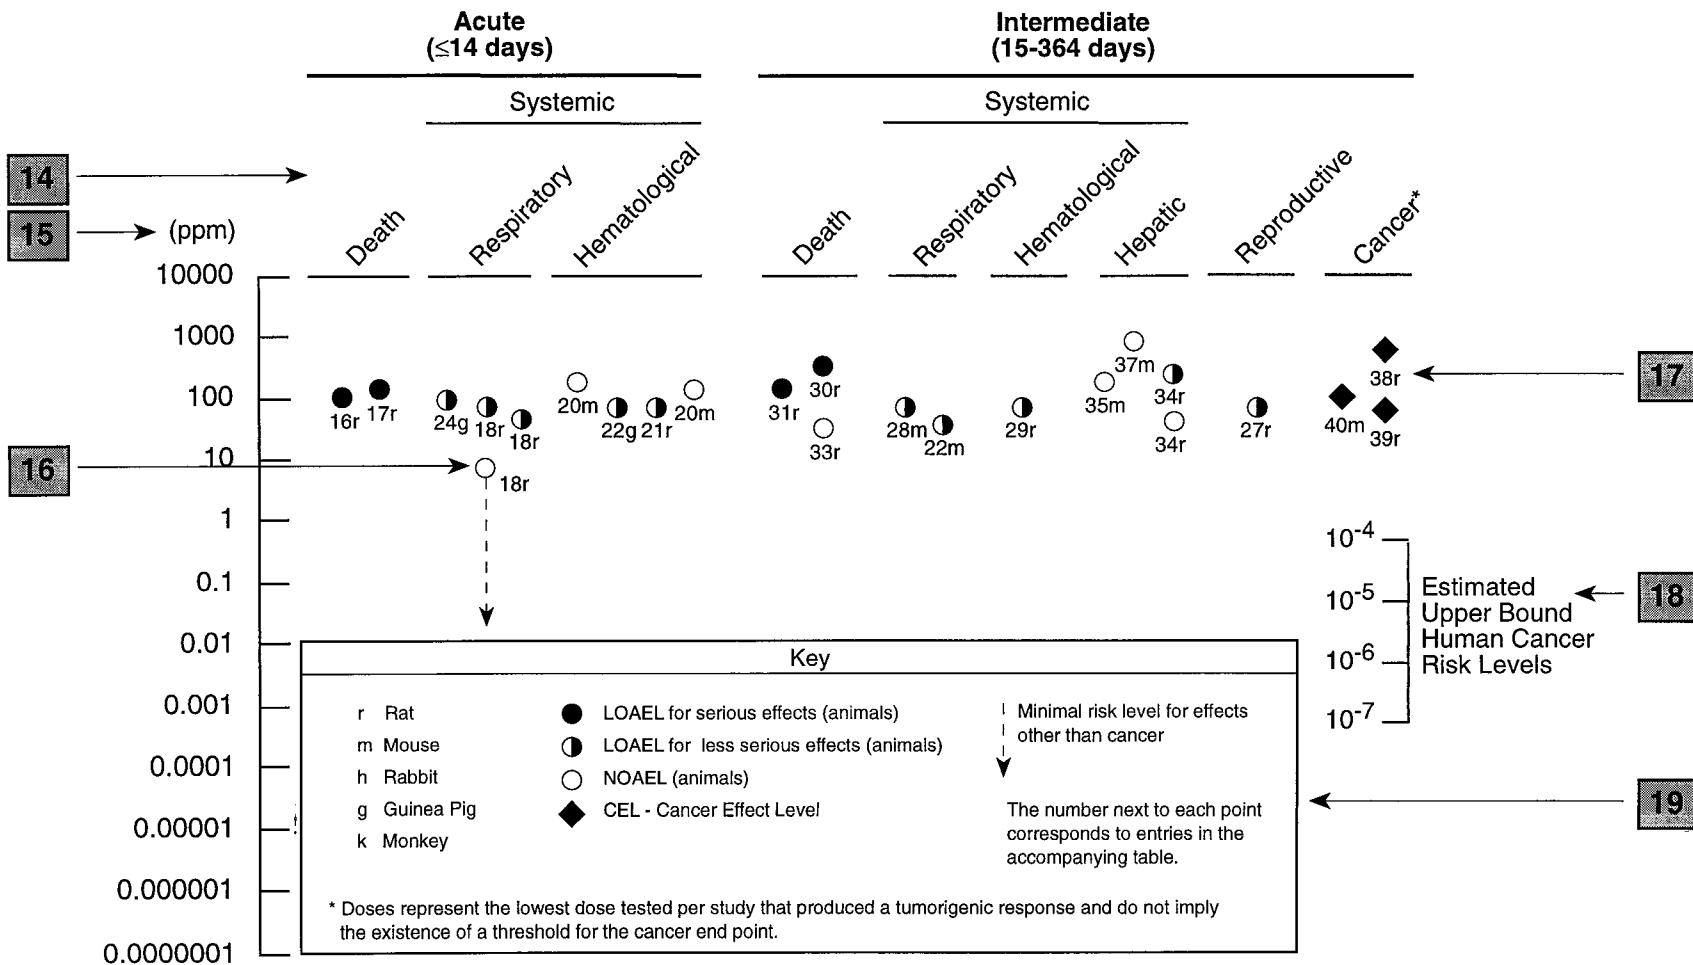 Acute
(≤14 days)
Intermediate
(15-364 days)
Systemic
Systemic
14
15
(ppm)
Death
Respiratory
Hematological
Death
Respiratory
Hematological
Hepatic
Reproductive
Cancer*
10000
1000
100
10
1
0.1
0.01
0.001
0.0001
0.00001
0.000001
0.0000001
16r
17r
24g
18r
18r
20m
22g
21r
20m
31r
30r
33r
28m
22m
29r
35m
37m
34r
34r
27r
40m
38r
39r
17
16
18r
10-4
10-5
10-6
10-7
Estimated
Upper Bound
Human Cancer
Risk Levels
18
Key
r Rat
m Mouse
h Rabbit
g Guinea Pig
k Monkey
LOAEL for serious effects (animals)
LOAEL for less serious effects (animals)
NOAEL (animals)
CEL - Cancer Effect Level
Minimal risk level for effects
other than cancer
The number next to each point
corresponds to entries in the
accompanying table.
* Doses represent the lowest dose tested per study that produced a tumorigenic response and do not imply
the existence of a threshold for the cancer end point.
19